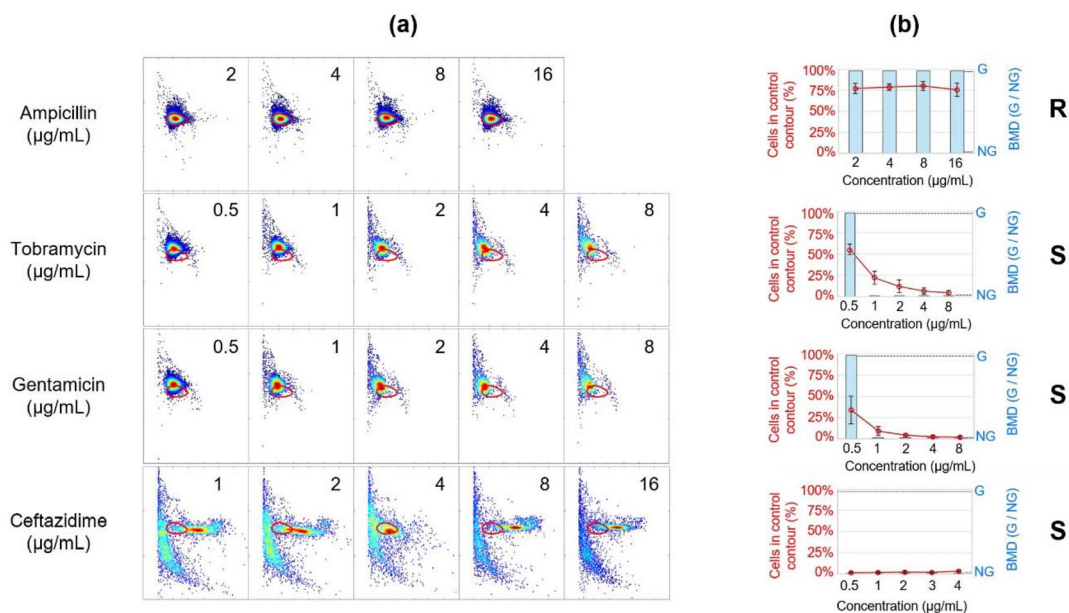 (a)
(b)
Ampicillin
(µg/mL)
2
4
8
16
100%
75%
50%
25%
0%
Cells in control
contour (%)
G
NG
BMD (G / NG)
2 4 8 16
Concentration (µg/mL)
R
Tobramycin
(µg/mL)
0.5
1
2
4
8
100%
75%
50%
25%
0%
Cells in control
contour (%)
G
NG
BMD (G / NG)
0.5 1 2 4 8
Concentration (µg/mL)
S
Gentamicin
(µg/mL)
0.5
1
2
4
8
100%
75%
50%
25%
0%
Cells in control
contour (%)
G
NG
BMD (G / NG)
0.5 1 2 4 8
Concentration (µg/mL)
S
Ceftazidime
(µg/mL)
1
2
4
8
16
100%
75%
50%
25%
0%
Cells in control
contour (%)
G
NG
BMD (G / NG)
0.5 1 2 3 4
Concentration (µg/mL)
S